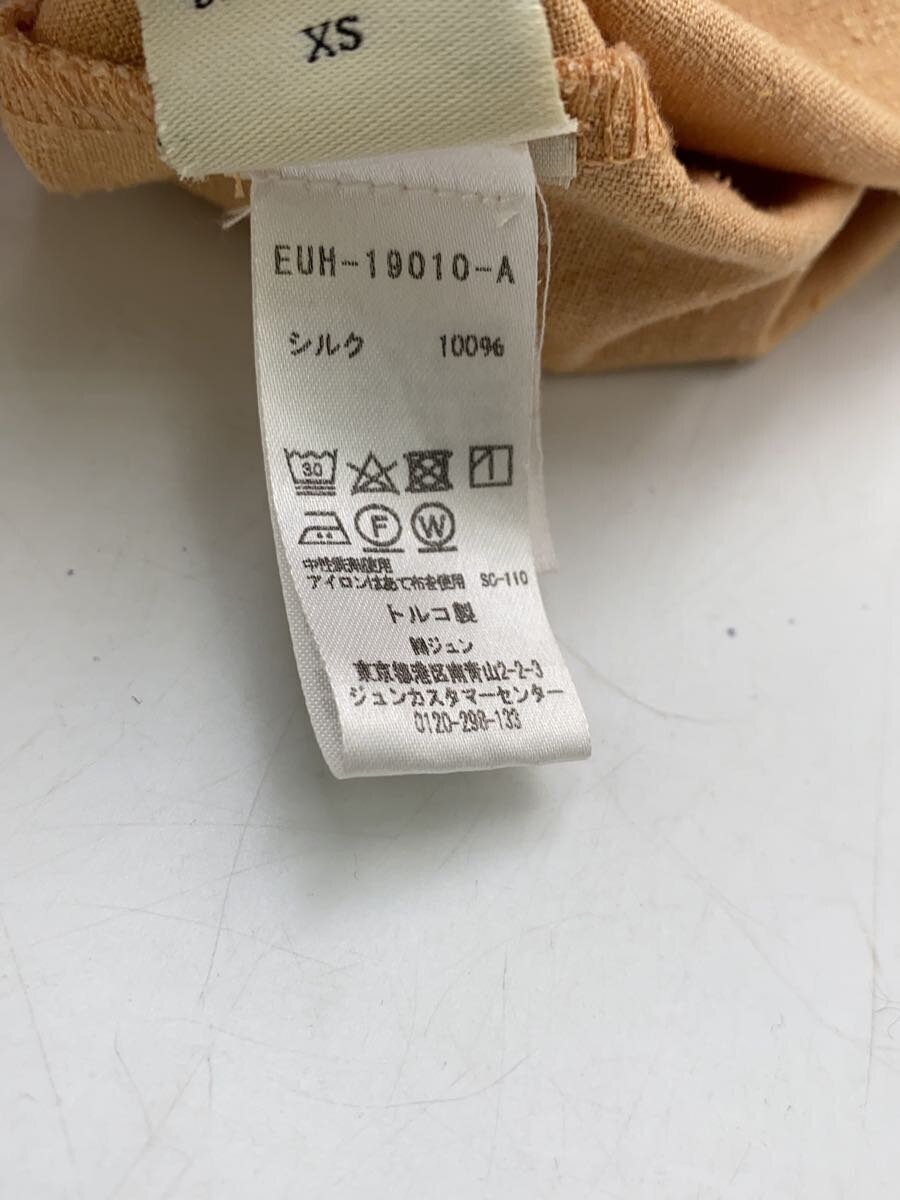 XS
EUH-19010-A
シルク 100%
30
F W
中性洗剤使用
アイロンはあて布を使用 SC-110
トルコ製
㈱ジュン
東京都港区南青山2-2-3
ジュンカスタマーセンター
0120-298-133